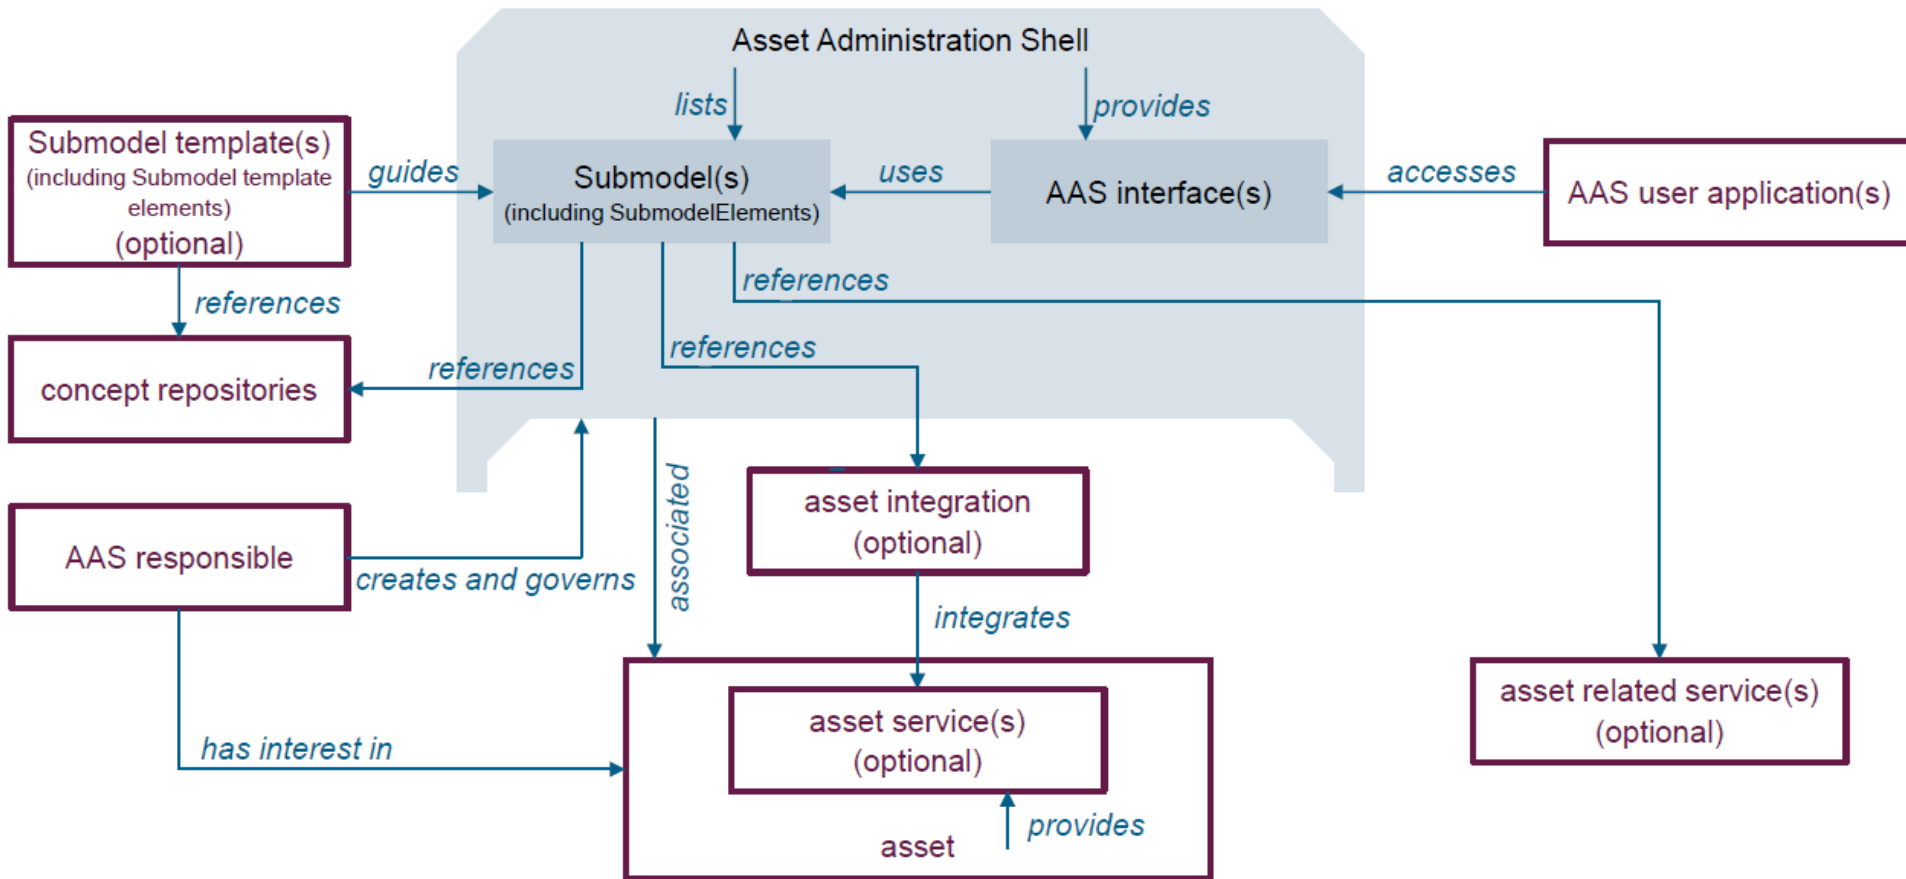 Asset Administration Shell
lists
provides
Submodel template(s)
(including Submodel template
elements)
(optional)
guides
Submodel(s)
(including SubmodelElements)
uses
AAS interface(s)
accesses
AAS user application(s)
references
references
references
references
concept repositories
AAS responsible
creates and governs
associated
asset integration
(optional)
integrates
has interest in
asset service(s)
(optional)
provides
asset
asset related service(s)
(optional)